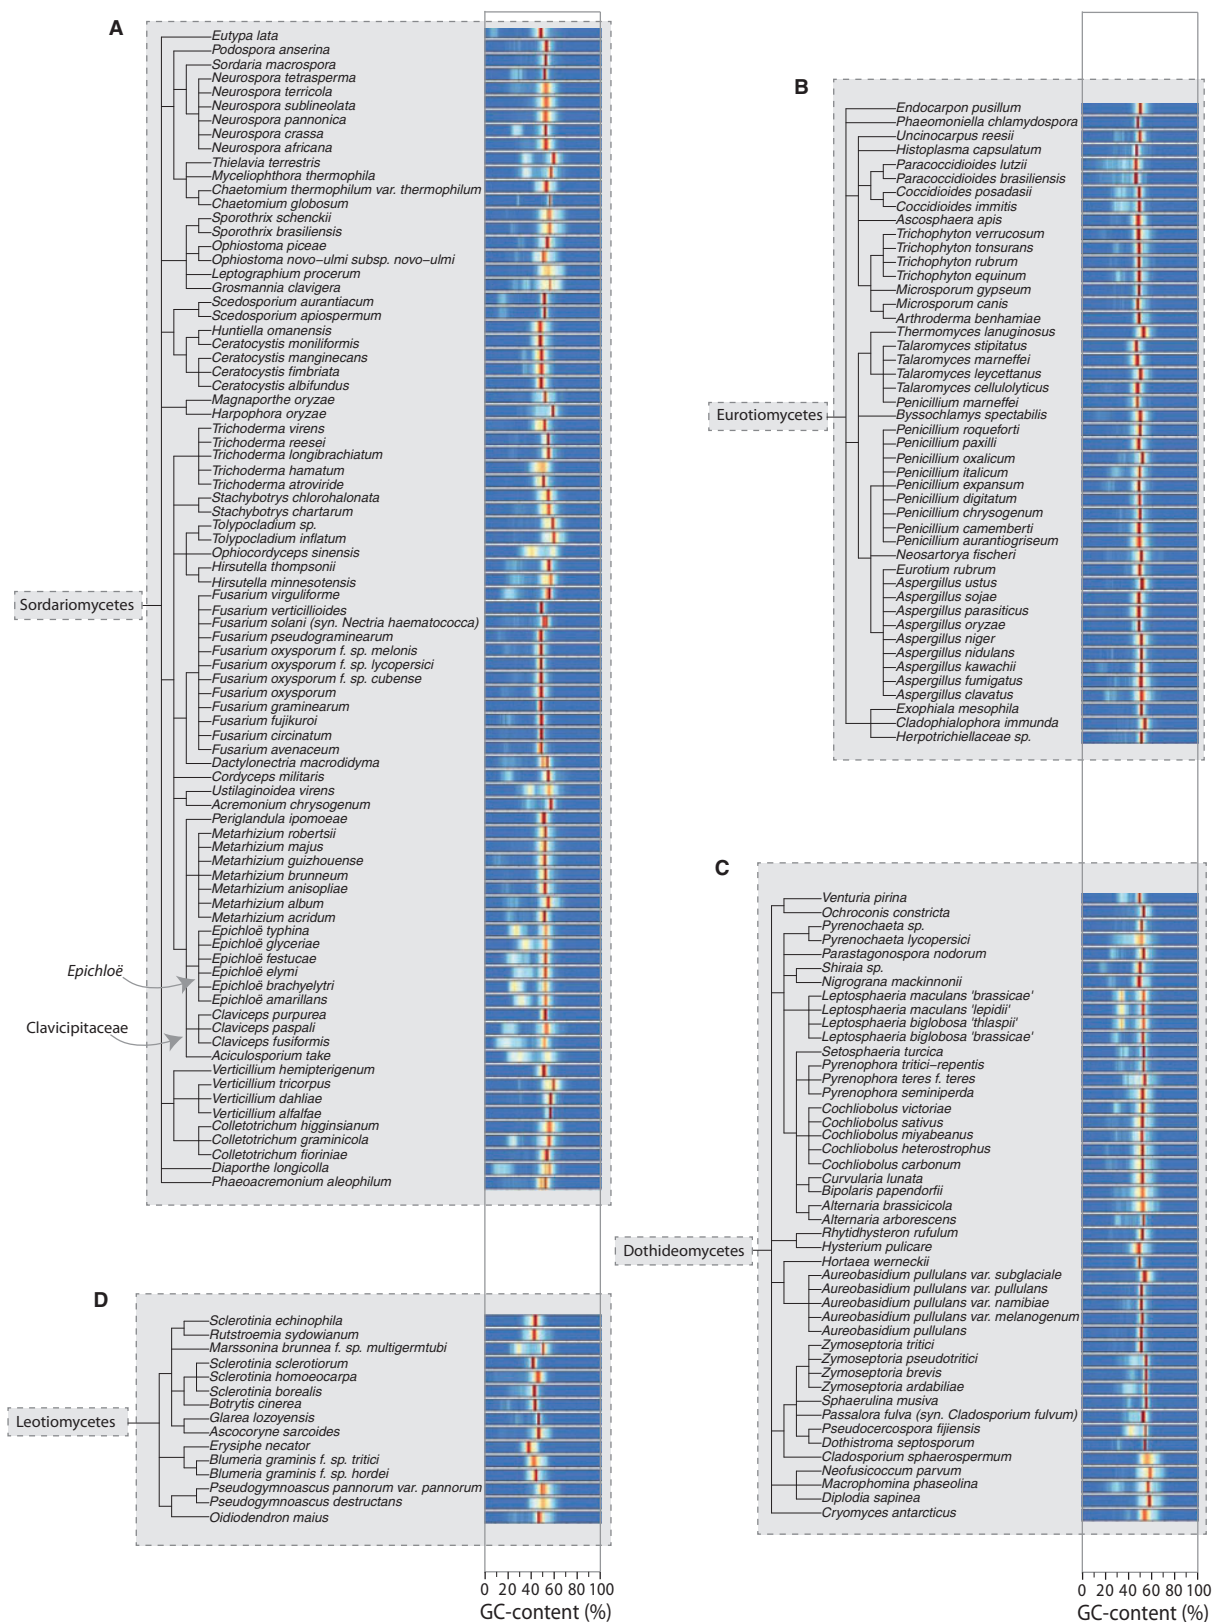 A
Eutypa lata
Podospora anserina
Sordaria macrospora
Neurospora tetrasperma
Neurospora terricola
Neurospora sublineolata
Neurospora pannonica
Neurospora crassa
Neurospora africana
Thielavia terrestris
Myceliophthora thermophila
Chaetomium thermophilum var. thermophilum
Chaetomium globosum
Sporothrix schenckii
Sporothrix brasiliensis
Ophiostoma piceae
Ophiostoma novo−ulmi subsp. novo−ulmi
Leptographium procerum
Grosmannia clavigera
Scedosporium aurantiacum
Scedosporium apiospermum
Huntiella omanensis
Ceratocystis moniliformis
Ceratocystis manginecans
Ceratocystis fimbriata
Ceratocystis albifundus
Magnaporthe oryzae
Harpophora oryzae
Trichoderma virens
Trichoderma reesei
Trichoderma longibrachiatum
Trichoderma hamatum
Trichoderma atroviride
Stachybotrys chlorohalonata
Stachybotrys chartarum
Tolypocladium sp.
Tolypocladium inflatum
Ophiocordyceps sinensis
Hirsutella thompsonii
Hirsutella minnesotensis
Fusarium virguliforme
Sordariomycetes
Fusarium verticillioides
Fusarium solani (syn. Nectria haematococca)
Fusarium pseudograminearum
Fusarium oxysporum f. sp. melonis
Fusarium oxysporum f. sp. lycopersici
Fusarium oxysporum f. sp. cubense
Fusarium oxysporum
Fusarium graminearum
Fusarium fujikuroi
Fusarium circinatum
Fusarium avenaceum
Dactylonectria macrodidyma
Cordyceps militaris
Ustilaginoidea virens
Acremonium chrysogenum
Periglandula ipomoeae
Metarhizium robertsii
Metarhizium majus
Metarhizium guizhouense
Metarhizium brunneum
Metarhizium anisopliae
Metarhizium album
Metarhizium acridum
Epichloë typhina
Epichloë glyceriae
Epichloë festucae
Epichloë
Epichloë elymi
Epichloë brachyelytri
Epichloë amarillans
Claviceps purpurea
Clavicipitaceae
Claviceps paspali
Claviceps fusiformis
Aciculosporium take
Verticillium hemipterigenum
Verticillium tricorpus
Verticillium dahliae
Verticillium alfalfae
Colletotrichum higginsianum
Colletotrichum graminicola
Colletotrichum fioriniae
Diaporthe longicolla
Phaeoacremonium aleophilum
B
Endocarpon pusillum
Phaeomoniella chlamydospora
Uncinocarpus reesii
Histoplasma capsulatum
Paracoccidioides lutzii
Paracoccidioides brasiliensis
Coccidioides posadasii
Coccidioides immitis
Ascosphaera apis
Trichophyton verrucosum
Trichophyton tonsurans
Trichophyton rubrum
Trichophyton equinum
Microsporum gypseum
Microsporum canis
Arthroderma benhamiae
Thermomyces lanuginosus
Talaromyces stipitatus
Talaromyces marneffei
Talaromyces leycettanus
Talaromyces cellulolyticus
Penicillium marneffei
Eurotiomycetes
Byssochlamys spectabilis
Penicillium roqueforti
Penicillium paxilli
Penicillium oxalicum
Penicillium italicum
Penicillium expansum
Penicillium digitatum
Penicillium chrysogenum
Penicillium camemberti
Penicillium aurantiogriseum
Neosartorya fischeri
Eurotium rubrum
Aspergillus ustus
Aspergillus sojae
Aspergillus parasiticus
Aspergillus oryzae
Aspergillus niger
Aspergillus nidulans
Aspergillus kawachii
Aspergillus fumigatus
Aspergillus clavatus
Exophiala mesophila
Cladophialophora immunda
Herpotrichiellaceae sp.
C
Venturia pirina
Ochroconis constricta
Pyrenochaeta sp.
Pyrenochaeta lycopersici
Parastagonospora nodorum
Shiraia sp.
Nigrograna mackinnonii
Leptosphaeria maculans 'brassicae'
Leptosphaeria maculans 'lepidii'
Leptosphaeria biglobosa 'thlaspii'
Leptosphaeria biglobosa 'brassicae'
Setosphaeria turcica
Pyrenophora tritici−repentis
Pyrenophora teres f. teres
Pyrenophora seminiperda
Cochliobolus victoriae
Cochliobolus sativus
Cochliobolus miyabeanus
Cochliobolus heterostrophus
Cochliobolus carbonum
Curvularia lunata
Bipolaris papendorfii
Alternaria brassicicola
Alternaria arborescens
Rhytidhysteron rufulum
Dothideomycetes
Hysterium pulicare
Hortaea werneckii
Aureobasidium pullulans var. subglaciale
Aureobasidium pullulans var. pullulans
Aureobasidium pullulans var. namibiae
Aureobasidium pullulans var. melanogenum
Aureobasidium pullulans
Zymoseptoria tritici
Zymoseptoria pseudotritici
Zymoseptoria brevis
Zymoseptoria ardabiliae
Sphaerulina musiva
Passalora fulva (syn. Cladosporium fulvum)
Pseudocercospora fijiensis
Dothistroma septosporum
Cladosporium sphaerospermum
Neofusicoccum parvum
Macrophomina phaseolina
Diplodia sapinea
Cryomyces antarcticus
0 20 40 60 80 100
GC-content (%)
D
Sclerotinia echinophila
Rutstroemia sydowianum
Marssonina brunnea f. sp. multigermtubi
Sclerotinia sclerotiorum
Sclerotinia homoeocarpa
Sclerotinia borealis
Botrytis cinerea
Leotiomycetes
Glarea lozoyensis
Ascocoryne sarcoides
Erysiphe necator
Blumeria graminis f. sp. tritici
Blumeria graminis f. sp. hordei
Pseudogymnoascus pannorum var. pannorum
Pseudogymnoascus destructans
Oidiodendron maius
0 20 40 60 80 100
GC-content (%)